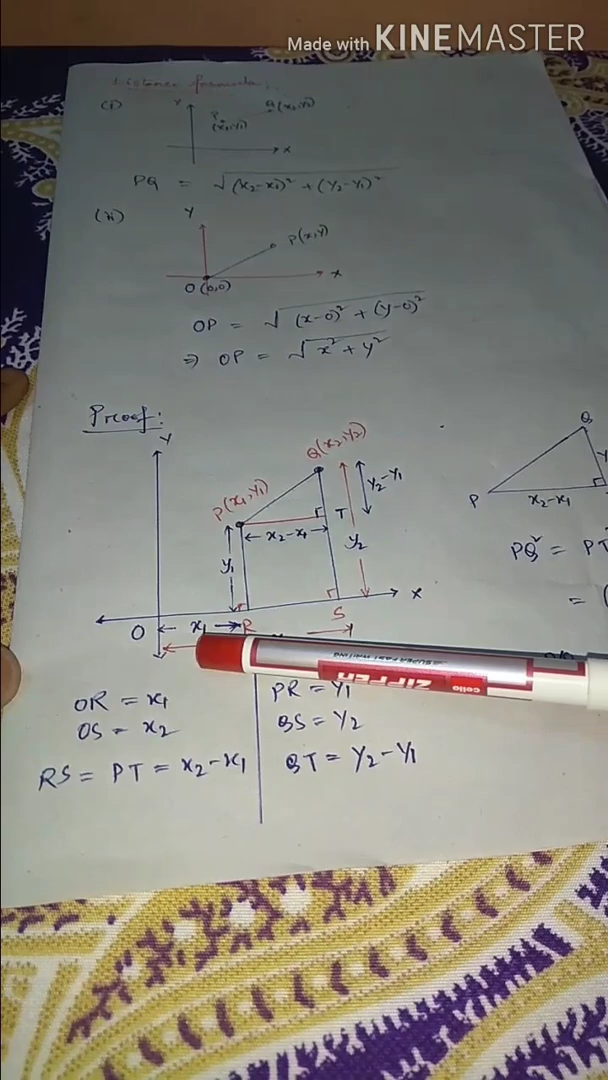 Made with KINEMASTER
Distance formula
(i)
Y
Q(x₂,y₂)
P
(x₁,y₁)
X
PQ = √(x₂-x₁)² + (y₂-y₁)²
(ii)
Y
P(x,y)
X
O(0,0)
OP = √(x-0)² + (y-0)²
⇒ OP = √x² + y²
Proof:
Y
Q(x₂,y₂)
P(x₁,y₁)
y₂-y₁
T
x₂-x₁
y₂
y₁
X
O
x₁
R
S
Q
P
x₂-x₁
PQ² = PT
= (
cello
ZIPPER
OR = x₁
OS = x₂
RS = PT = x₂-x₁
PR = y₁
QS = y₂
QT = y₂-y₁